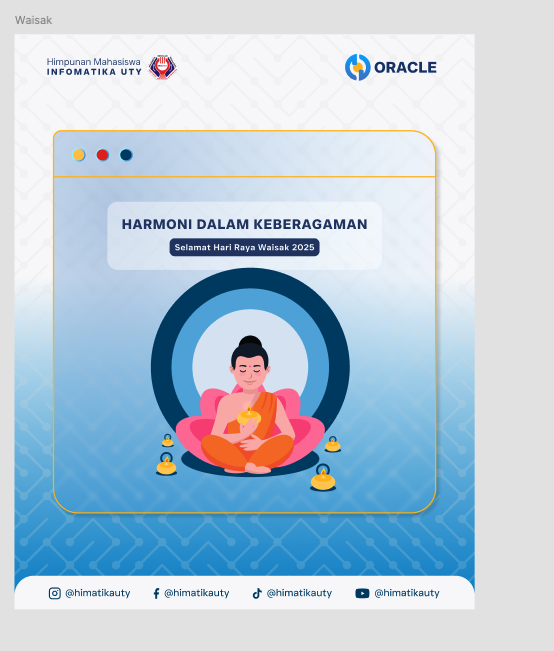 Waisak
Himpunan Mahasiswa
INFOMATIKA UTY
ORACLE
HARMONI DALAM KEBERAGAMAN
Selamat Hari Raya Waisak 2025
@himatikauty
@himatikauty
@himatikauty
@himatikauty